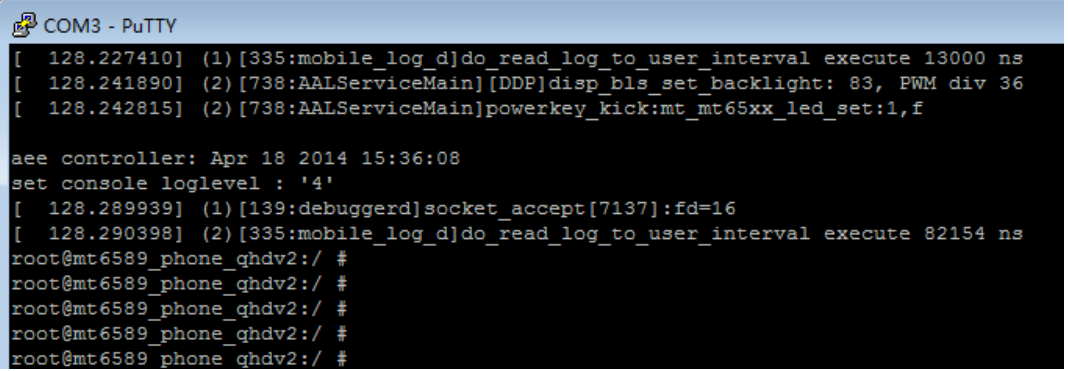 COM3 - PuTTY
[  128.227410] (1)[335:mobile_log_d]do_read_log_to_user_interval execute 13000 ns
[  128.241890] (2)[738:AALServiceMain][DDP]disp_bls_set_backlight: 83, PWM div 36
[  128.242815] (2)[738:AALServiceMain]powerkey_kick:mt_mt65xx_led_set:1,f
aee controller: Apr 18 2014 15:36:08
set console loglevel : '4'
[  128.289939] (1)[139:debuggerd]socket_accept[7137]:fd=16
[  128.290398] (2)[335:mobile_log_d]do_read_log_to_user_interval execute 82154 ns
root@mt6589_phone_qhdv2:/ #
root@mt6589_phone_qhdv2:/ #
root@mt6589_phone_qhdv2:/ #
root@mt6589_phone_qhdv2:/ #
root@mt6589_phone_qhdv2:/ #